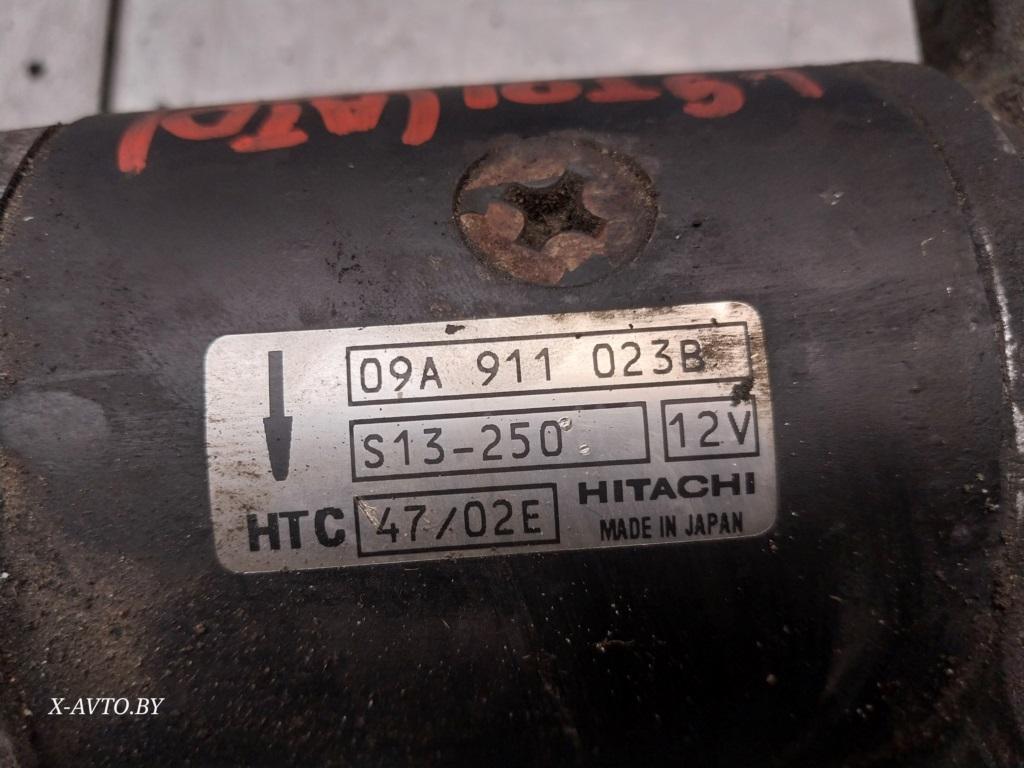 09A 911 023B
S13-250 12V
HTC 47/02E HITACHI
MADE IN JAPAN
X-AVTO.BY